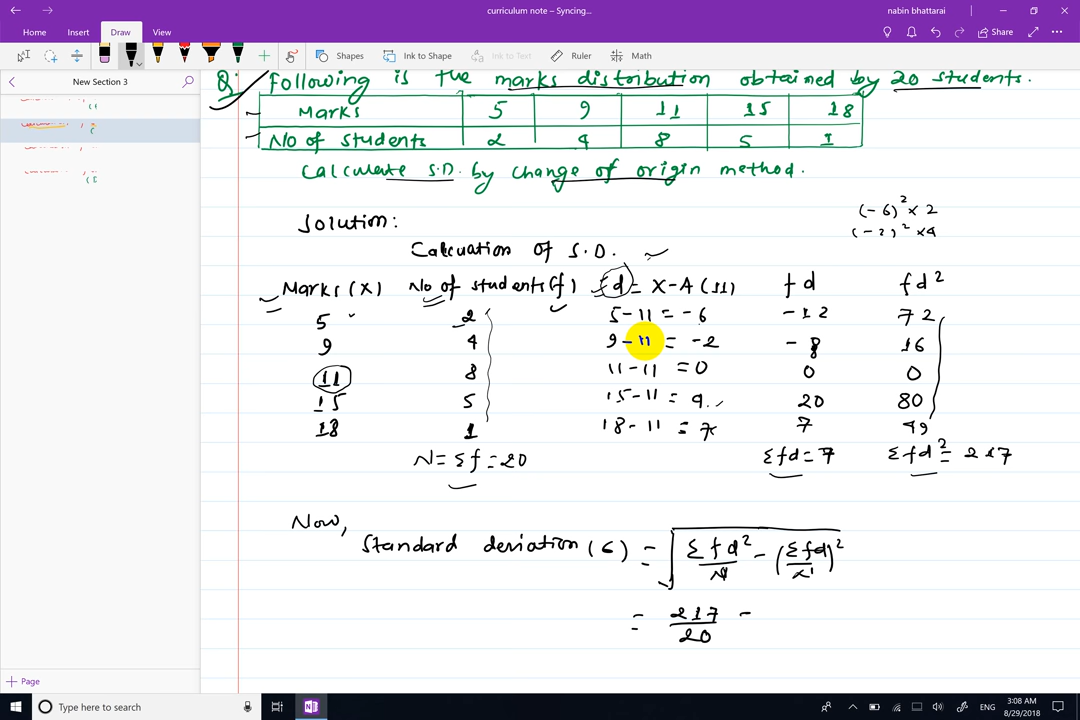 curriculum note – Syncing...
nabin bhattarai
Home Insert Draw View
Share
Shapes Ink to Shape Ink to Text Ruler Math
New Section 3
Q. Following is the marks distribution obtained by 20 students.
Marks 5 9 11 15 18
No of students 2 4 8 5 1
Calculate S.D. by change of origin method.
(-6)² × 2
(-2)² × 4
Solution:
Calcuation of S.D.
Marks (X) No of students (f) d = X-A (11) fd fd²
5 2 5-11 = -6 -12 72
9 4 9-11 = -2 -8 16
11 8 11-11 = 0 0 0
15 5 15-11 = 4 20 80
18 1 18-11 = 7 7 49
N = Σf = 20 Σfd = 7 Σfd² = 217
Now,
Standard deviation (σ) = √ Σfd²/N - (Σfd/N)²
= 217/20 -
+ Page
Type here to search
ENG
3:08 AM
8/29/2018